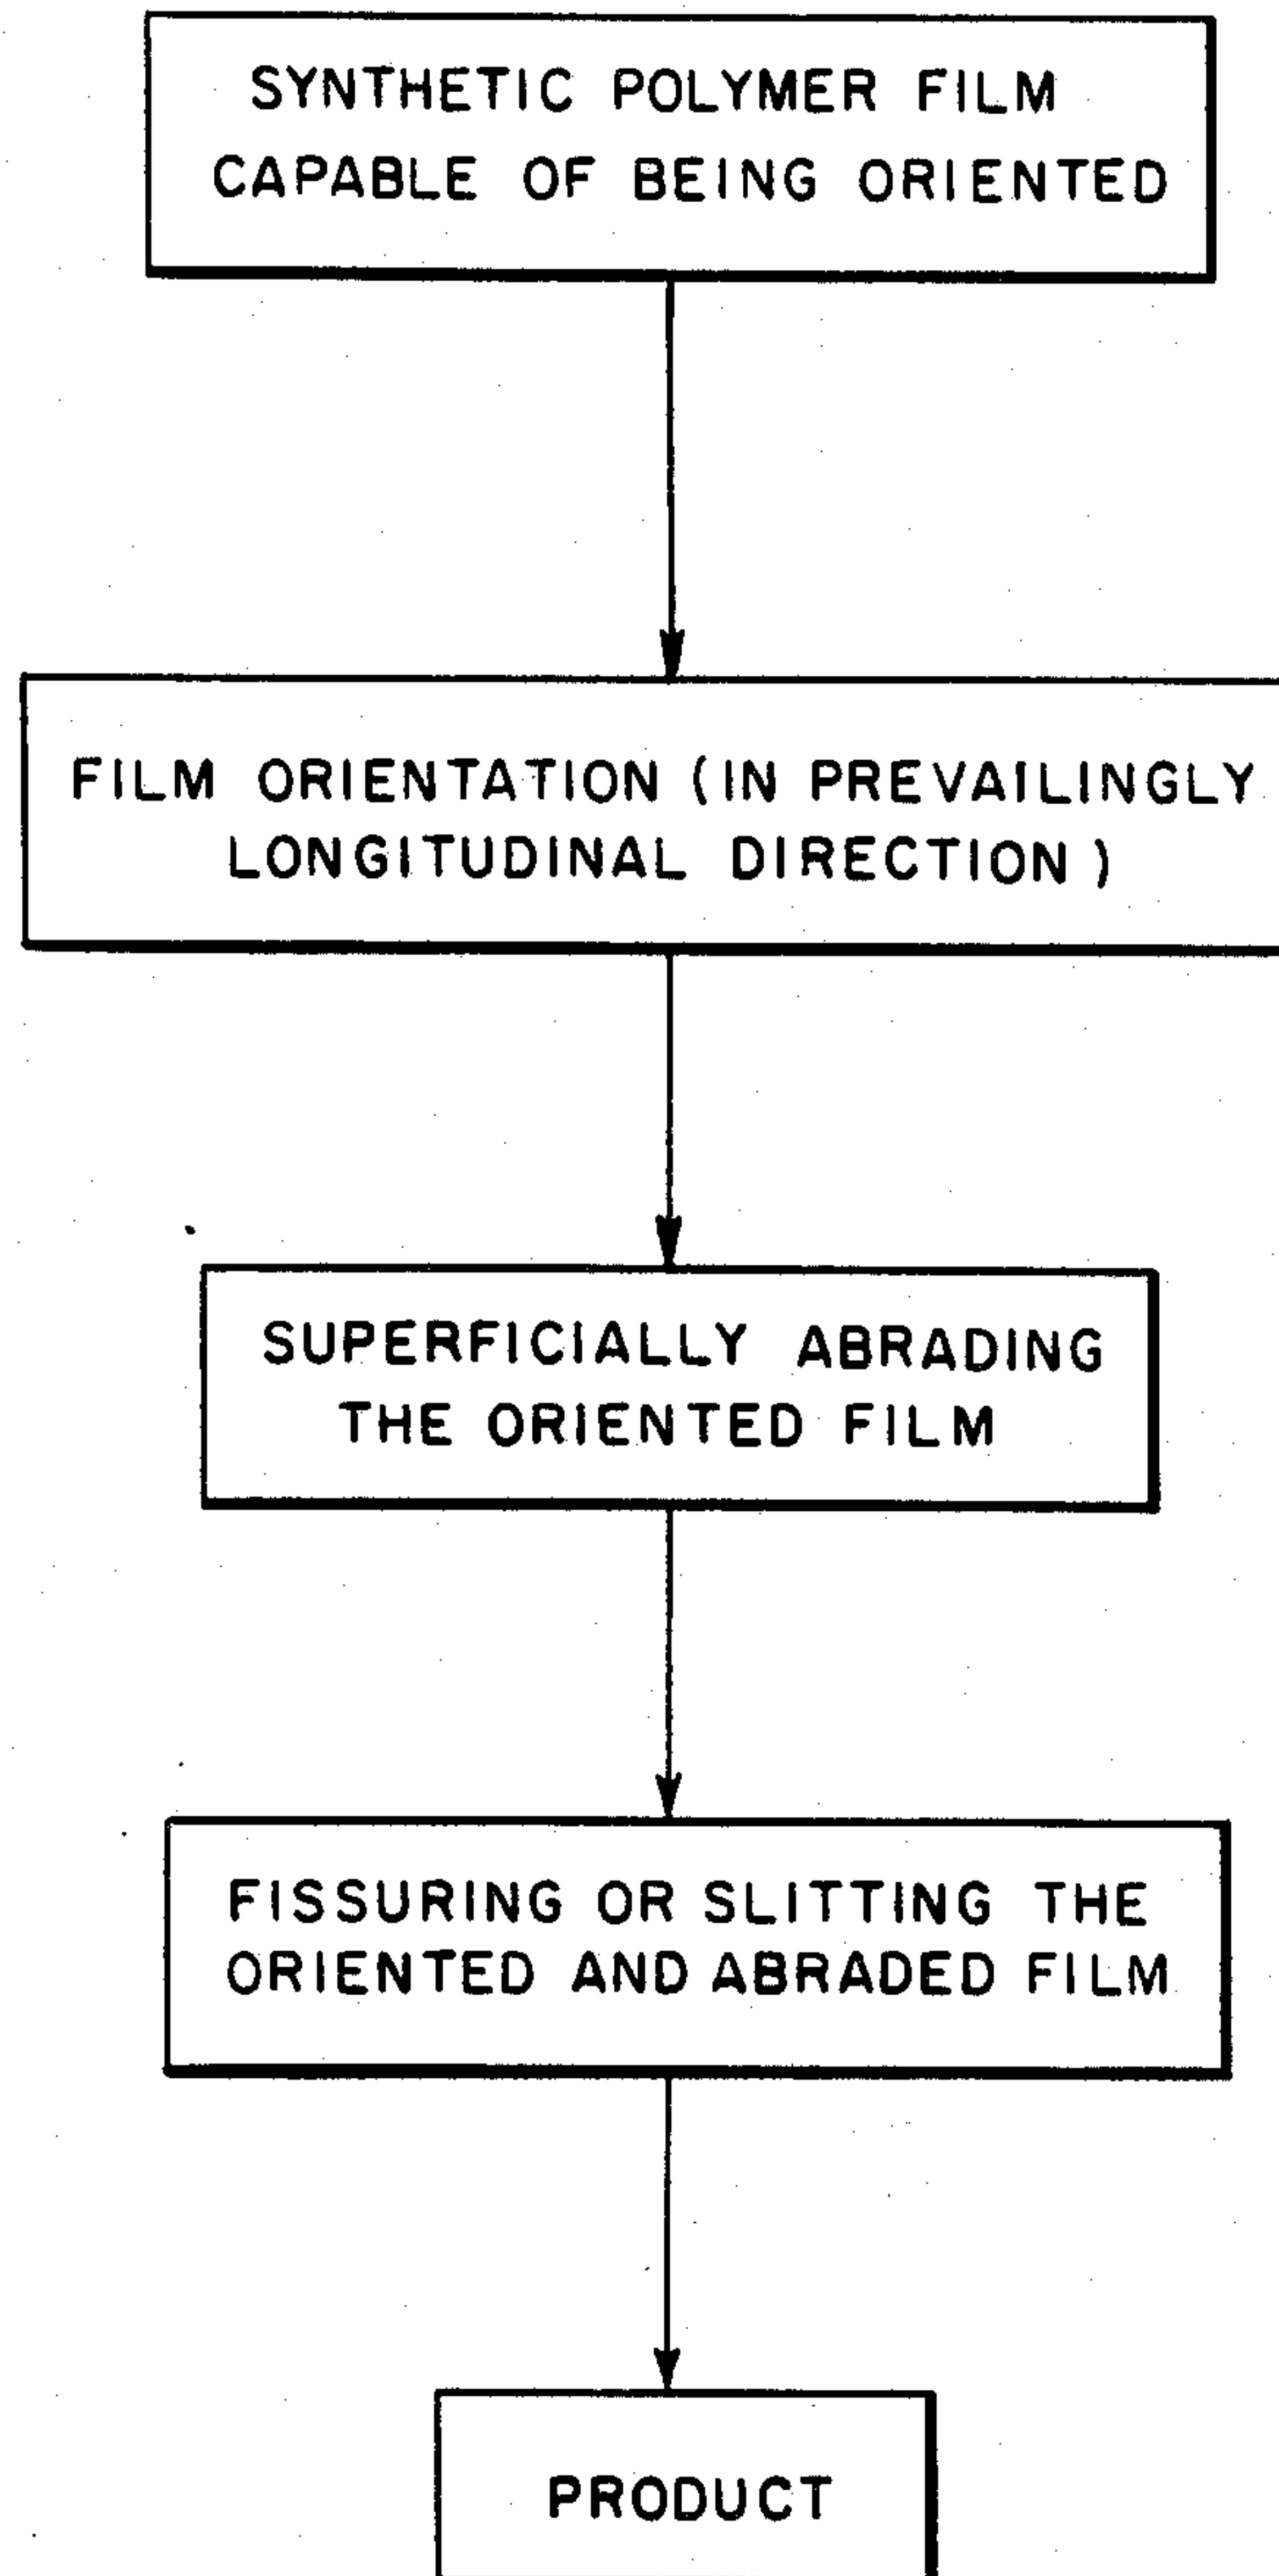 SYNTHETIC POLYMER FILM
CAPABLE OF BEING ORIENTED
FILM ORIENTATION (IN PREVAILINGLY
LONGITUDINAL DIRECTION)
SUPERFICIALLY ABRADING
THE ORIENTED FILM
FISSURING OR SLITTING THE
ORIENTED AND ABRADED FILM
PRODUCT